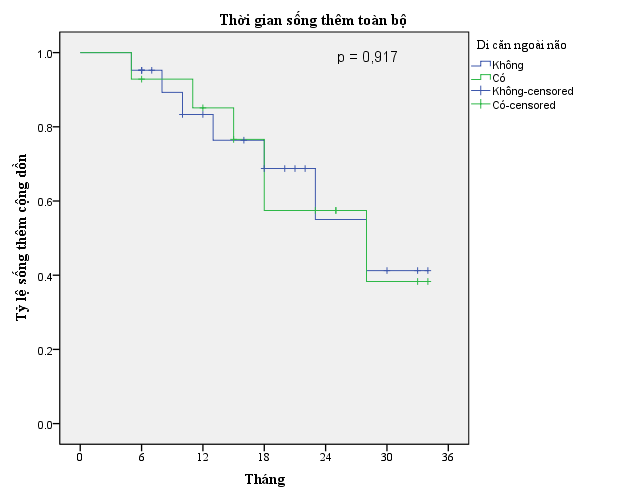 Thời gian sống thêm toàn bộ
p = 0,917
Di căn ngoài não
Không
Có
Không-censored
Có-censored
Tỷ lệ sống thêm cộng dồn
1.0
0.8
0.6
0.4
0.2
0.0
0 6 12 18 24 30 36
Tháng